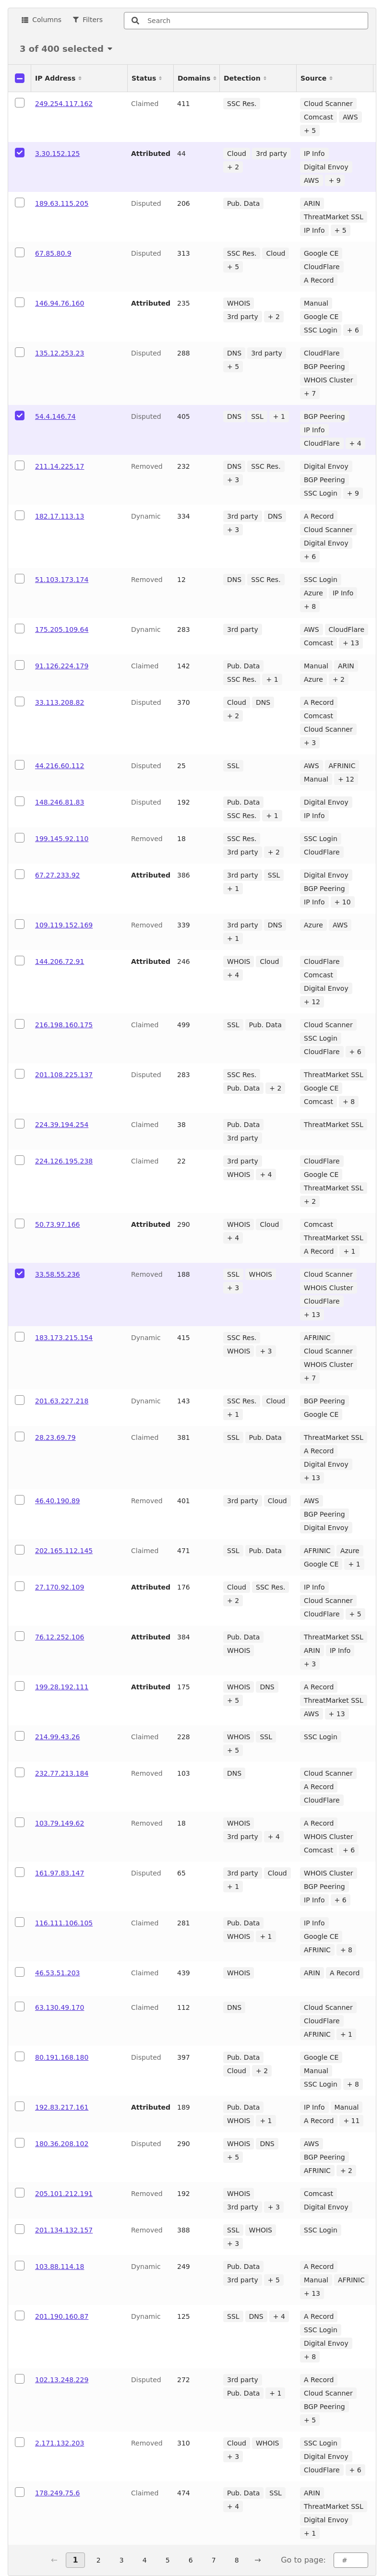 Columns Filters Search
3 of 400 selected
IP Address Status Domains Detection Source
249.254.117.162 Claimed 411 SSC Res. Cloud Scanner
Comcast AWS
+ 5
3.30.152.125 Attributed 44 Cloud 3rd party IP Info
+ 2 Digital Envoy
AWS + 9
189.63.115.205 Disputed 206 Pub. Data ARIN
ThreatMarket SSL
IP Info + 5
67.85.80.9 Disputed 313 SSC Res. Cloud Google CE
+ 5 CloudFlare
A Record
146.94.76.160 Attributed 235 WHOIS Manual
3rd party + 2 Google CE
SSC Login + 6
135.12.253.23 Disputed 288 DNS 3rd party CloudFlare
+ 5 BGP Peering
WHOIS Cluster
+ 7
54.4.146.74 Disputed 405 DNS SSL + 1 BGP Peering
IP Info
CloudFlare + 4
211.14.225.17 Removed 232 DNS SSC Res. Digital Envoy
+ 3 BGP Peering
SSC Login + 9
182.17.113.13 Dynamic 334 3rd party DNS A Record
+ 3 Cloud Scanner
Digital Envoy
+ 6
51.103.173.174 Removed 12 DNS SSC Res. SSC Login
Azure IP Info
+ 8
175.205.109.64 Dynamic 283 3rd party AWS CloudFlare
Comcast + 13
91.126.224.179 Claimed 142 Pub. Data Manual ARIN
SSC Res. + 1 Azure + 2
33.113.208.82 Disputed 370 Cloud DNS A Record
+ 2 Comcast
Cloud Scanner
+ 3
44.216.60.112 Disputed 25 SSL AWS AFRINIC
Manual + 12
148.246.81.83 Disputed 192 Pub. Data Digital Envoy
SSC Res. + 1 IP Info
199.145.92.110 Removed 18 SSC Res. SSC Login
3rd party + 2 CloudFlare
67.27.233.92 Attributed 386 3rd party SSL Digital Envoy
+ 1 BGP Peering
IP Info + 10
109.119.152.169 Removed 339 3rd party DNS Azure AWS
+ 1
144.206.72.91 Attributed 246 WHOIS Cloud CloudFlare
+ 4 Comcast
Digital Envoy
+ 12
216.198.160.175 Claimed 499 SSL Pub. Data Cloud Scanner
SSC Login
CloudFlare + 6
201.108.225.137 Disputed 283 SSC Res. ThreatMarket SSL
Pub. Data + 2 Google CE
Comcast + 8
224.39.194.254 Claimed 38 Pub. Data ThreatMarket SSL
3rd party
224.126.195.238 Claimed 22 3rd party CloudFlare
WHOIS + 4 Google CE
ThreatMarket SSL
+ 2
50.73.97.166 Attributed 290 WHOIS Cloud Comcast
+ 4 ThreatMarket SSL
A Record + 1
33.58.55.236 Removed 188 SSL WHOIS Cloud Scanner
+ 3 WHOIS Cluster
CloudFlare
+ 13
183.173.215.154 Dynamic 415 SSC Res. AFRINIC
WHOIS + 3 Cloud Scanner
WHOIS Cluster
+ 7
201.63.227.218 Dynamic 143 SSC Res. Cloud BGP Peering
+ 1 Google CE
28.23.69.79 Claimed 381 SSL Pub. Data ThreatMarket SSL
A Record
Digital Envoy
+ 13
46.40.190.89 Removed 401 3rd party Cloud AWS
BGP Peering
Digital Envoy
202.165.112.145 Claimed 471 SSL Pub. Data AFRINIC Azure
Google CE + 1
27.170.92.109 Attributed 176 Cloud SSC Res. IP Info
+ 2 Cloud Scanner
CloudFlare + 5
76.12.252.106 Attributed 384 Pub. Data ThreatMarket SSL
WHOIS ARIN IP Info
+ 3
199.28.192.111 Attributed 175 WHOIS DNS A Record
+ 5 ThreatMarket SSL
AWS + 13
214.99.43.26 Claimed 228 WHOIS SSL SSC Login
+ 5
232.77.213.184 Removed 103 DNS Cloud Scanner
A Record
CloudFlare
103.79.149.62 Removed 18 WHOIS A Record
3rd party + 4 WHOIS Cluster
Comcast + 6
161.97.83.147 Disputed 65 3rd party Cloud WHOIS Cluster
+ 1 BGP Peering
IP Info + 6
116.111.106.105 Claimed 281 Pub. Data IP Info
WHOIS + 1 Google CE
AFRINIC + 8
46.53.51.203 Claimed 439 WHOIS ARIN A Record
63.130.49.170 Claimed 112 DNS Cloud Scanner
CloudFlare
AFRINIC + 1
80.191.168.180 Disputed 397 Pub. Data Google CE
Cloud + 2 Manual
SSC Login + 8
192.83.217.161 Attributed 189 Pub. Data IP Info Manual
WHOIS + 1 A Record + 11
180.36.208.102 Disputed 290 WHOIS DNS AWS
+ 5 BGP Peering
AFRINIC + 2
205.101.212.191 Removed 192 WHOIS Comcast
3rd party + 3 Digital Envoy
201.134.132.157 Removed 388 SSL WHOIS SSC Login
+ 3
103.88.114.18 Dynamic 249 Pub. Data A Record
3rd party + 5 Manual AFRINIC
+ 13
201.190.160.87 Dynamic 125 SSL DNS + 4 A Record
SSC Login
Digital Envoy
+ 8
102.13.248.229 Disputed 272 3rd party A Record
Pub. Data + 1 Cloud Scanner
BGP Peering
+ 5
2.171.132.203 Removed 310 Cloud WHOIS SSC Login
+ 3 Digital Envoy
CloudFlare + 6
178.249.75.6 Claimed 474 Pub. Data SSL ARIN
+ 4 ThreatMarket SSL
Digital Envoy
+ 1
← 1 2 3 4 5 6 7 8 → Go to page: #